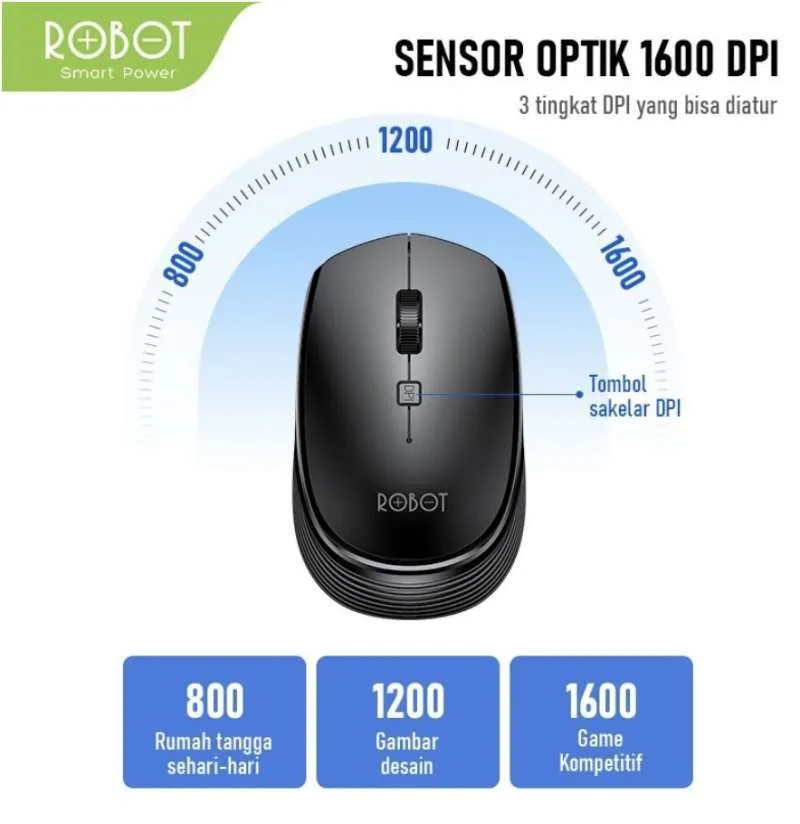 ROBOT
Smart Power
SENSOR OPTIK 1600 DPI
3 tingkat DPI yang bisa diatur
1200
800
1600
DPI
Tombol
sakelar DPI
ROBOT
800
Rumah tangga
sehari-hari
1200
Gambar
desain
1600
Game
Kompetitif